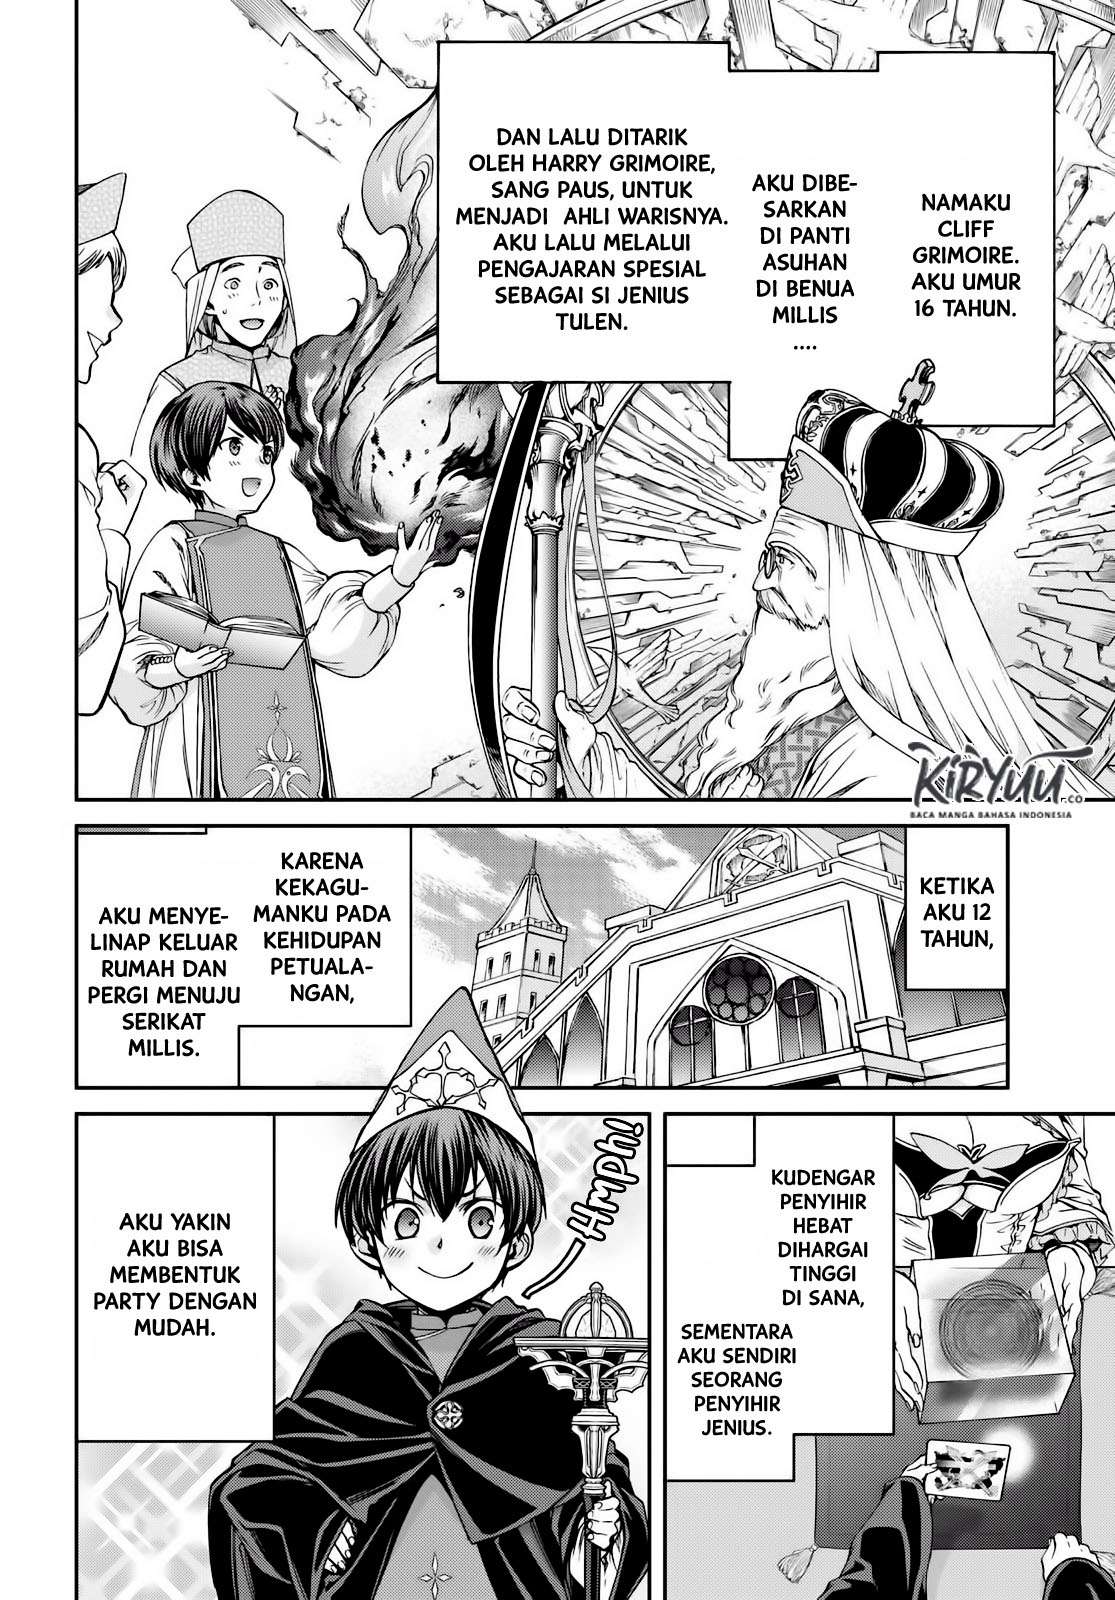 NAMAKU
CLIFF
GRIMOIRE.
AKU UMUR
16 TAHUN.
AKU DIBE-
SARKAN
DI PANTI
ASUHAN
DI BENUA
MILLIS
....
DAN LALU DITARIK
OLEH HARRY GRIMOIRE,
SANG PAUS, UNTUK
MENJADI AHLI WARISNYA.
AKU LALU MELALUI
PENGAJARAN SPESIAL
SEBAGAI SI JENIUS
TULEN.
KIRYUU.CO
BACA MANGA BAHASA INDONESIA
KETIKA
AKU 12
TAHUN,
KARENA
KEKAGU-
MANKU PADA
KEHIDUPAN
PETUALA-
NGAN,
AKU MENYE-
LINAP KELUAR
RUMAH DAN
PERGI MENUJU
SERIKAT
MILLIS.
KUDENGAR
PENYIHIR
HEBAT
DIHARGAI
TINGGI
DI SANA,
SEMENTARA
AKU SENDIRI
SEORANG
PENYIHIR
JENIUS.
Hmph!
AKU YAKIN
AKU BISA
MEMBENTUK
PARTY DENGAN
MUDAH.